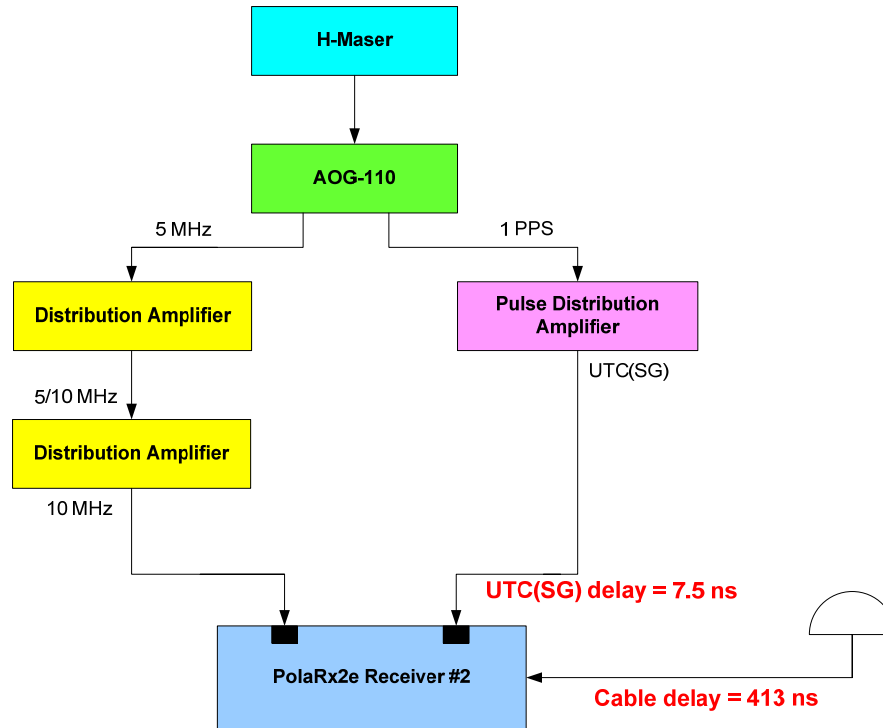 H-Maser
AOG-110
5 MHz
1 PPS
Distribution Amplifier
Pulse Distribution
Amplifier
UTC(SG)
5/10 MHz
Distribution Amplifier
10 MHz
UTC(SG) delay = 7.5 ns
PolaRx2e Receiver #2
Cable delay = 413 ns